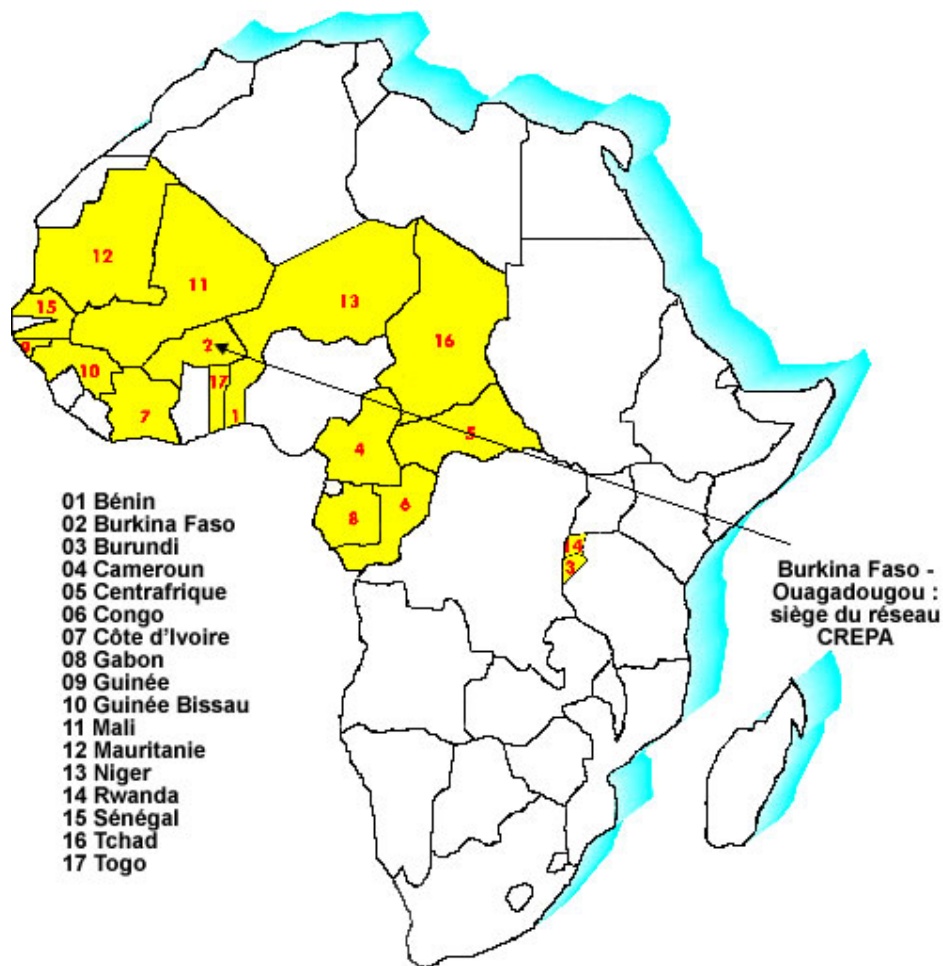 12
11
13
15
16
2
9
10
17
7
1
5
4
6
8
14
3
01 Bénin
02 Burkina Faso
03 Burundi
04 Cameroun
05 Centrafrique
06 Congo
07 Côte d'Ivoire
08 Gabon
09 Guinée
10 Guinée Bissau
11 Mali
12 Mauritanie
13 Niger
14 Rwanda
15 Sénégal
16 Tchad
17 Togo
Burkina Faso -
Ouagadougou :
siège du réseau
CREPA